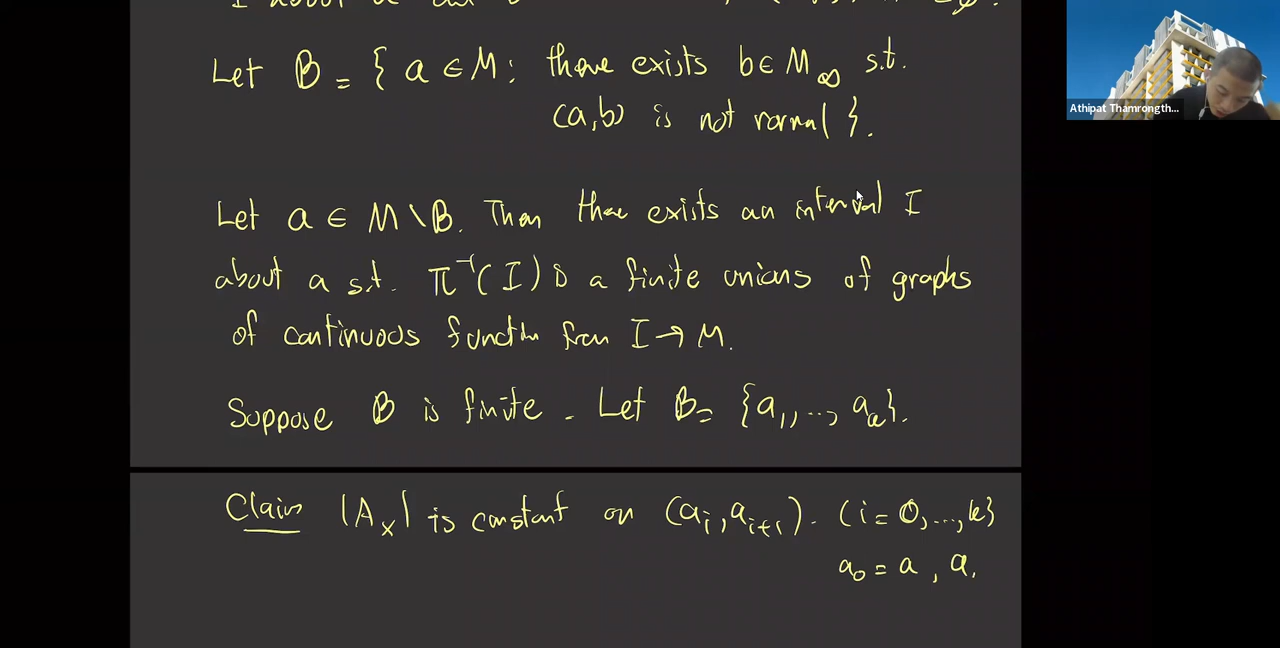 Let B = { a ∈ M : there exists b ∈ M∞ s.t.
(a,b) is not normal }.
Let a ∈ M \ B. Then there exists an interval I
about a s.t. π⁻¹(I) is a finite unions of graphs
of continuous function from I → M.
Suppose B is finite. Let B = {a₁, ..., aₖ}.
Claim |Aₓ| is constant on (aᵢ, aᵢ₊₁). (i = 0, ..., k}
a₀ = a, a
Athipat Thamrongth...